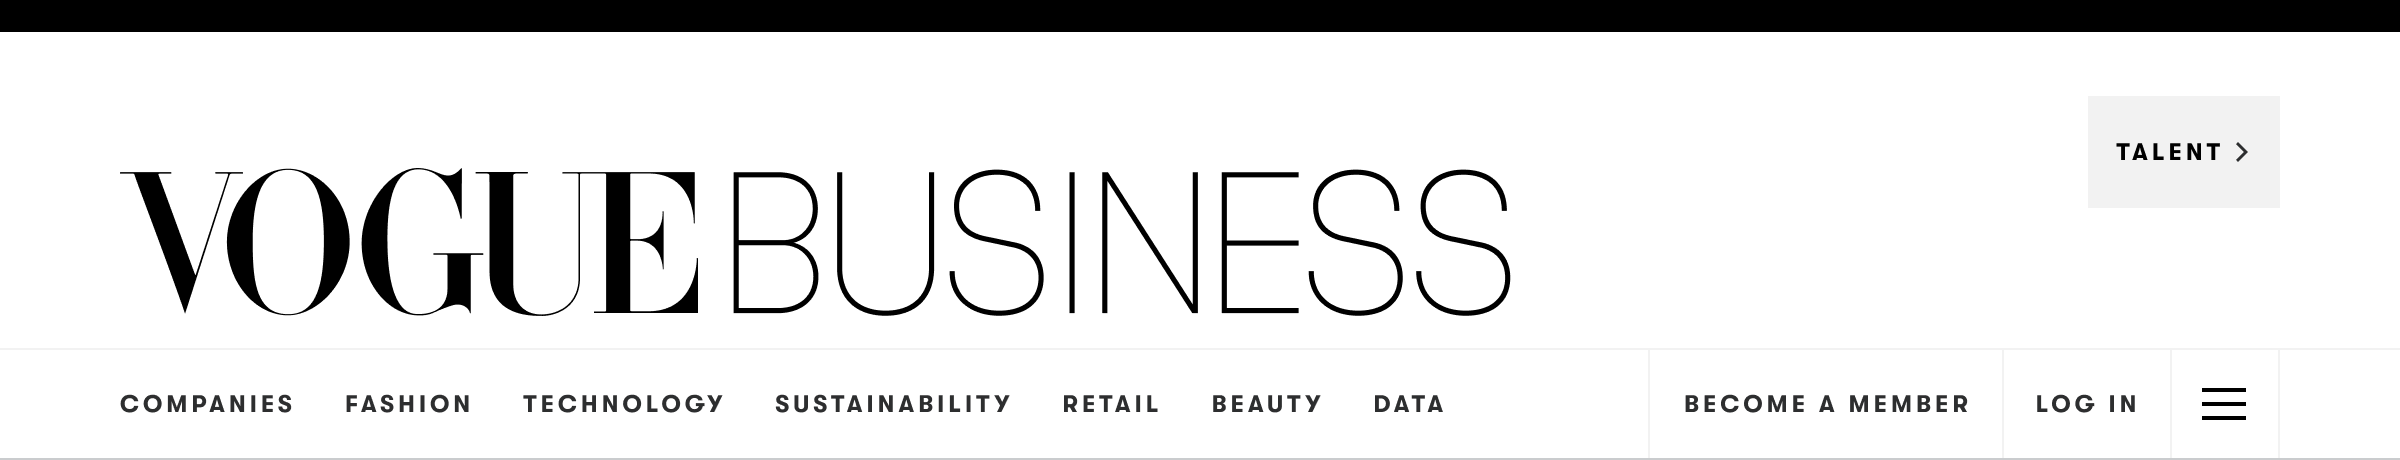 TALENT
VOGUE BUSINESS
COMPANIES FASHION TECHNOLOGY SUSTAINABILITY RETAIL BEAUTY DATA BECOME A MEMBER LOG IN